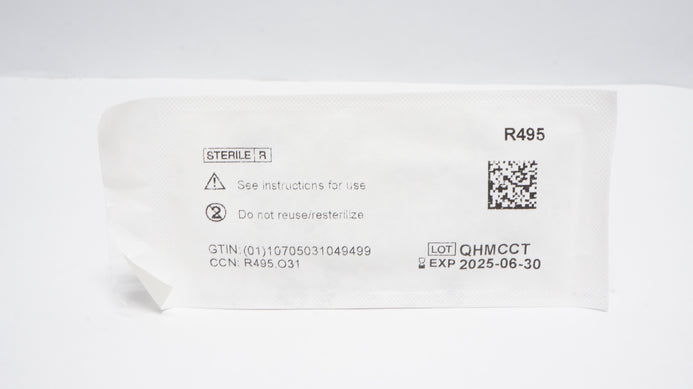 R495
STERILE R
See instructions for use
2 Do not reuse/resterilize
GTIN:(01)10705031049499
CCN: R495.O31
LOT QHMCCT
EXP 2025-06-30